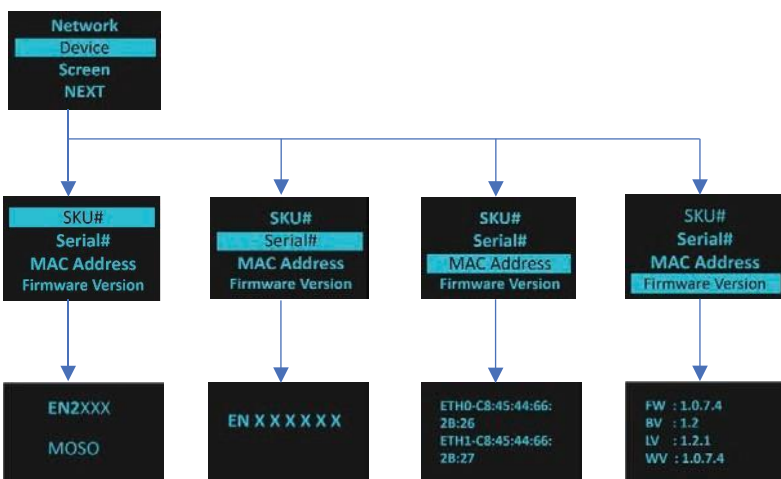 Network
Device
Screen
NEXT
SKU#
Serial#
MAC Address
Firmware Version
SKU#
Serial#
MAC Address
Firmware Version
SKU#
Serial#
MAC Address
Firmware Version
SKU#
Serial#
MAC Address
Firmware Version
EN2XXX
MOSO
EN X X X X X X
ETH0-C8:45:44:66:
2B:26
ETH1-C8:45:44:66:
2B:27
FW : 1.0.7.4
BV : 1.2
LV : 1.2.1
WV : 1.0.7.4